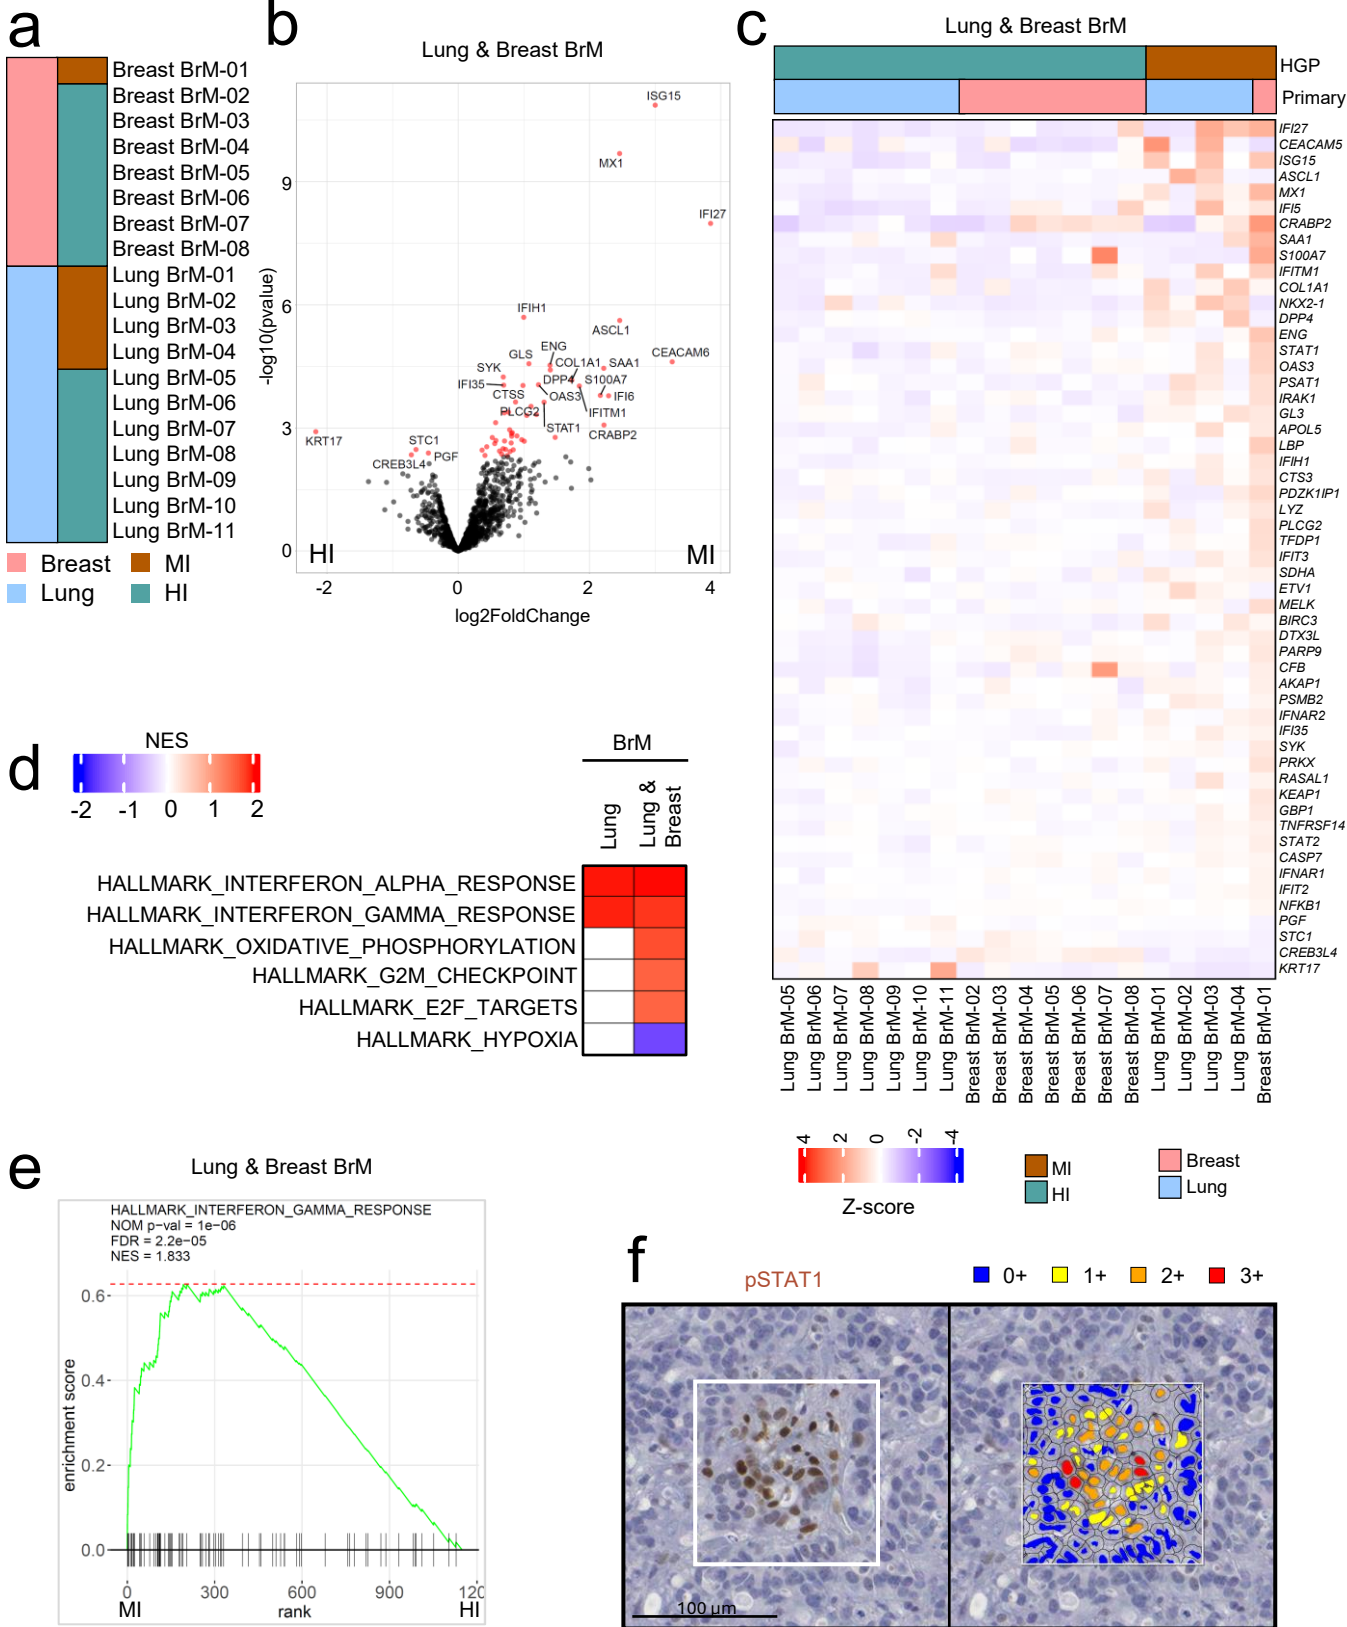 a
Breast BrM-01
Breast BrM-02
Breast BrM-03
Breast BrM-04
Breast BrM-05
Breast BrM-06
Breast BrM-07
Breast BrM-08
Lung BrM-01
Lung BrM-02
Lung BrM-03
Lung BrM-04
Lung BrM-05
Lung BrM-06
Lung BrM-07
Lung BrM-08
Lung BrM-09
Lung BrM-10
Lung BrM-11
Breast MI
Lung HI
b
Lung & Breast BrM
-log10(pvalue)
9
6
3
0
ISG15
MX1
IFI27
IFIH1
ASCL1
ENG
GLS
CEACAM6
COL1A1
SAA1
SYK
DPP4
S100A7
IFI35
CTSS
OAS3
IFI6
PLCG2
IFITM1
STAT1
CRABP2
KRT17
STC1
CREB3L4
PGF
HI
MI
-2 0 2 4
log2FoldChange
c
Lung & Breast BrM
HGP
Primary
IFI27
CEACAM5
ISG15
ASCL1
MX1
IFI5
CRABP2
SAA1
S100A7
IFITM1
COL1A1
NKX2-1
DPP4
ENG
STAT1
OAS3
PSAT1
IRAK1
GL3
APOL5
LBP
IFIH1
CTS3
PDZK1IP1
LYZ
PLCG2
TFDP1
IFIT3
SDHA
ETV1
MELK
BIRC3
DTX3L
PARP9
CFB
AKAP1
PSMB2
IFNAR2
IFI35
SYK
PRKX
RASAL1
KEAP1
GBP1
TNFRSF14
STAT2
CASP7
IFNAR1
IFIT2
NFKB1
PGF
STC1
CREB3L4
KRT17
Lung BrM-05
Lung BrM-06
Lung BrM-07
Lung BrM-08
Lung BrM-09
Lung BrM-10
Lung BrM-11
Breast BrM-02
Breast BrM-03
Breast BrM-04
Breast BrM-05
Breast BrM-06
Breast BrM-07
Breast BrM-08
Lung BrM-01
Lung BrM-02
Lung BrM-03
Lung BrM-04
Breast BrM-01
4 2 0 -2 -4
Z-score
MI
HI
Breast
Lung
d
NES
-2 -1 0 1 2
BrM
Lung
Lung &
Breast
HALLMARK_INTERFERON_ALPHA_RESPONSE
HALLMARK_INTERFERON_GAMMA_RESPONSE
HALLMARK_OXIDATIVE_PHOSPHORYLATION
HALLMARK_G2M_CHECKPOINT
HALLMARK_E2F_TARGETS
HALLMARK_HYPOXIA
e
Lung & Breast BrM
HALLMARK_INTERFERON_GAMMA_RESPONSE
NOM p-val = 1e-06
FDR = 2.2e-05
NES = 1.833
enrichment score
0.6
0.4
0.2
0.0
0 300 600 900 120
MI rank HI
f
pSTAT1
0+ 1+ 2+ 3+
100 µm